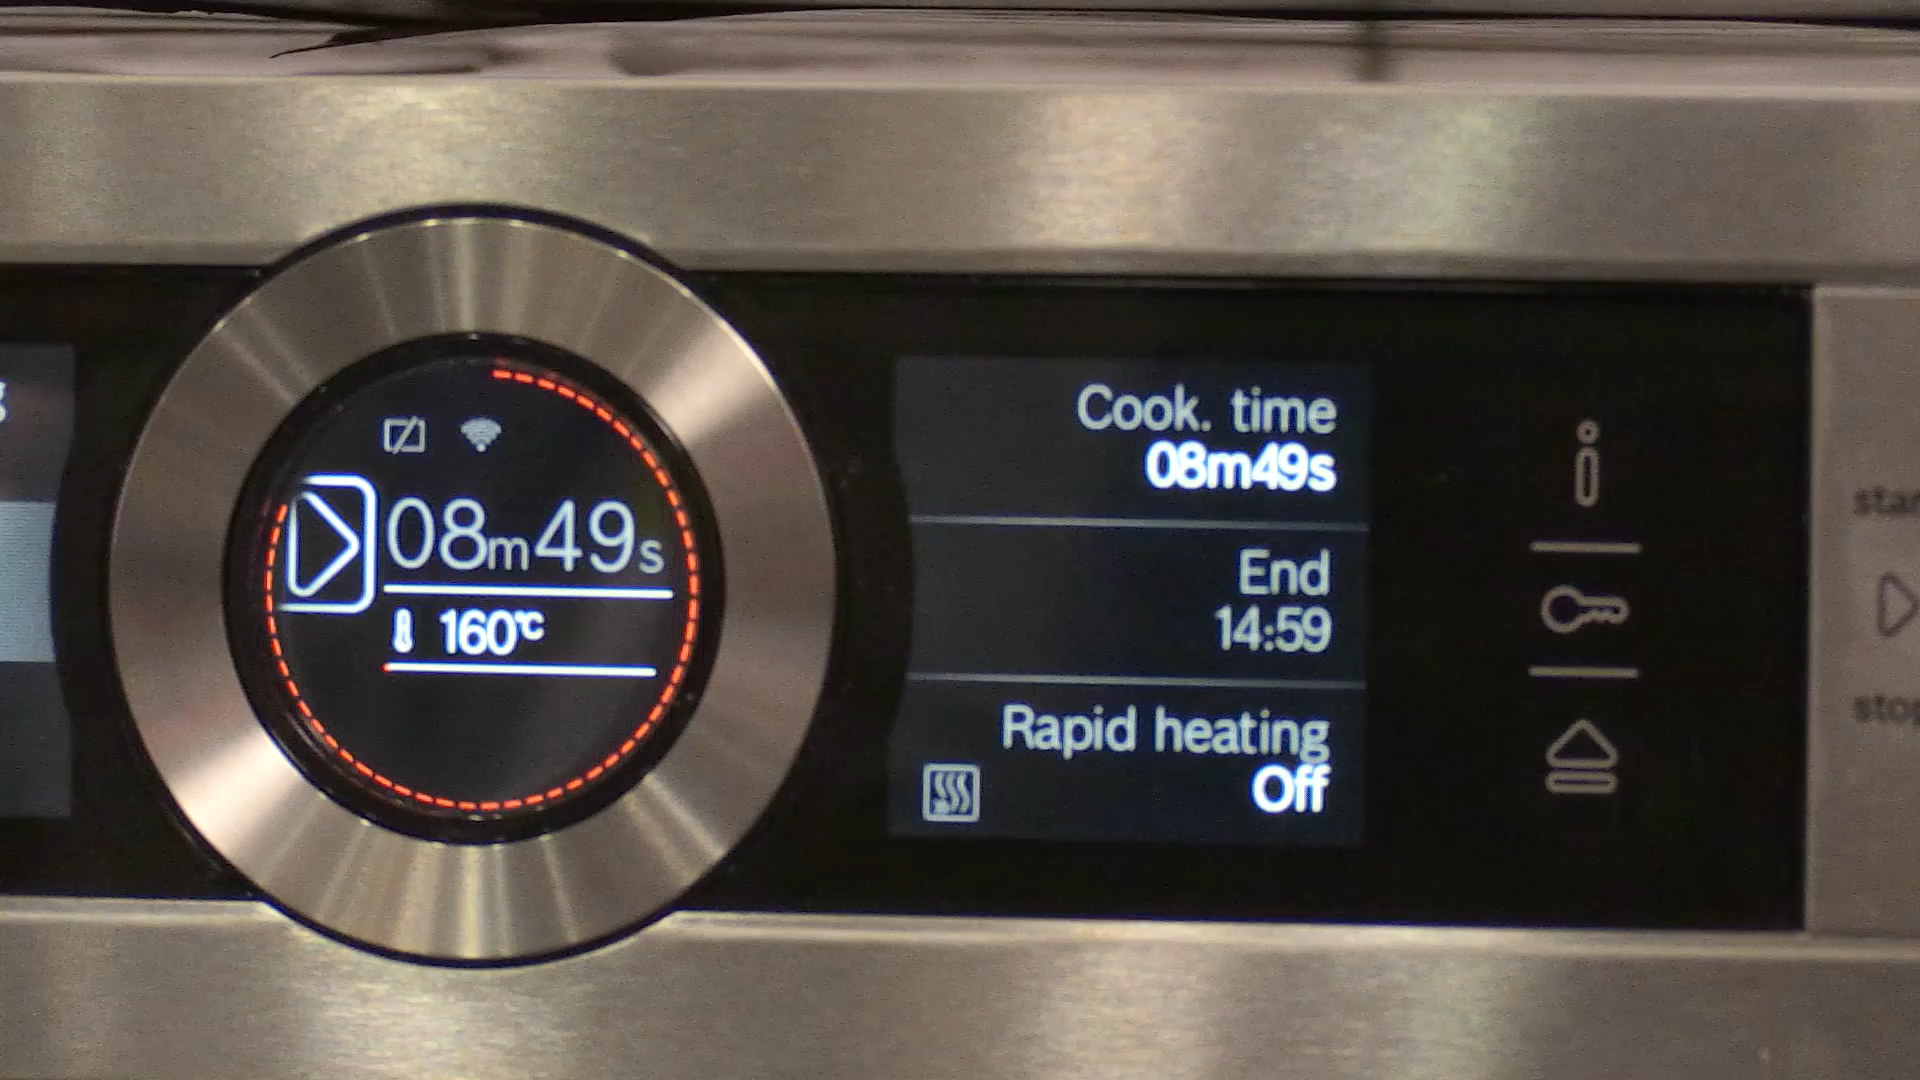 08m49s
160°C
Cook. time
08m49s
End
14:59
Rapid heating
Off